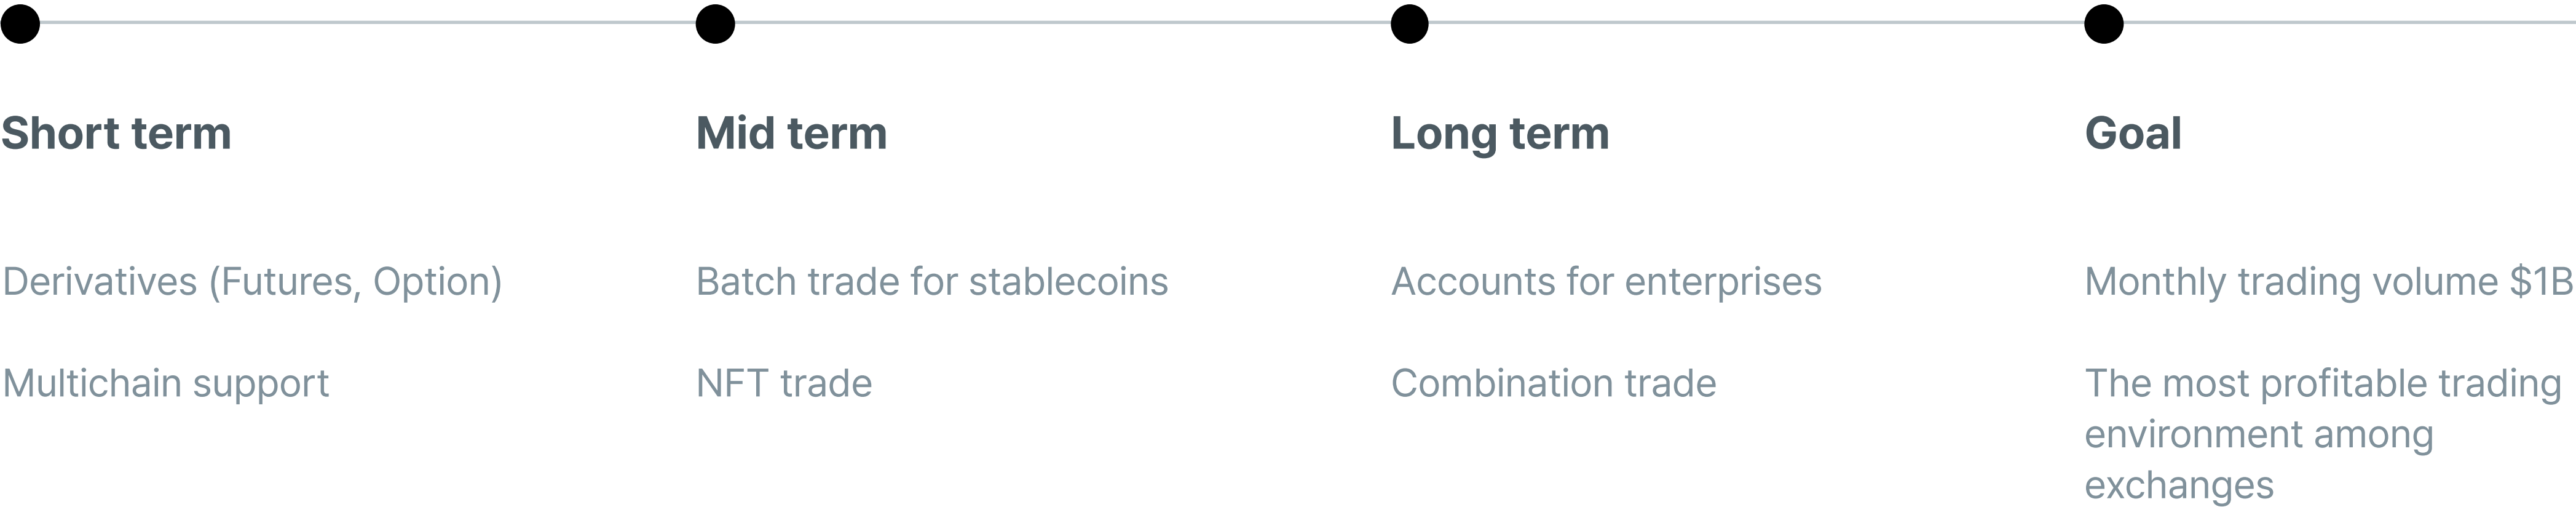 Short term
Derivatives (Futures, Option)
Multichain support
Mid term
Batch trade for stablecoins
NFT trade
Long term
Accounts for enterprises
Combination trade
Goal
Monthly trading volume $1B
The most profitable trading
environment among
exchanges